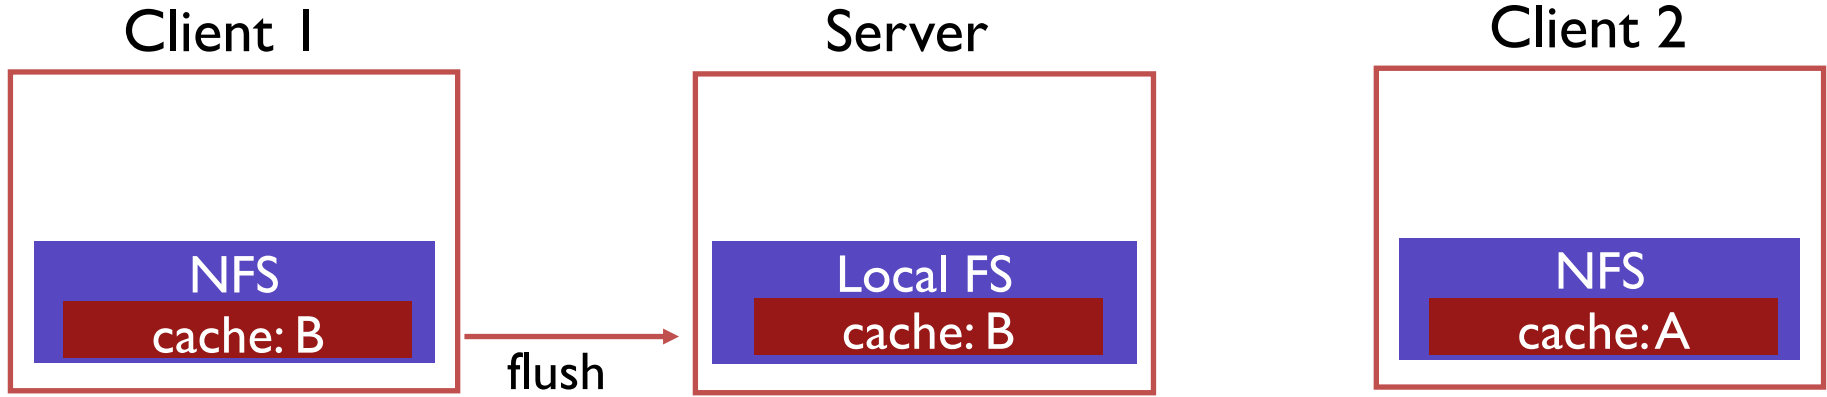 Client 1
NFS
cache: B
flush
Server
Local FS
cache: B
Client 2
NFS
cache: A